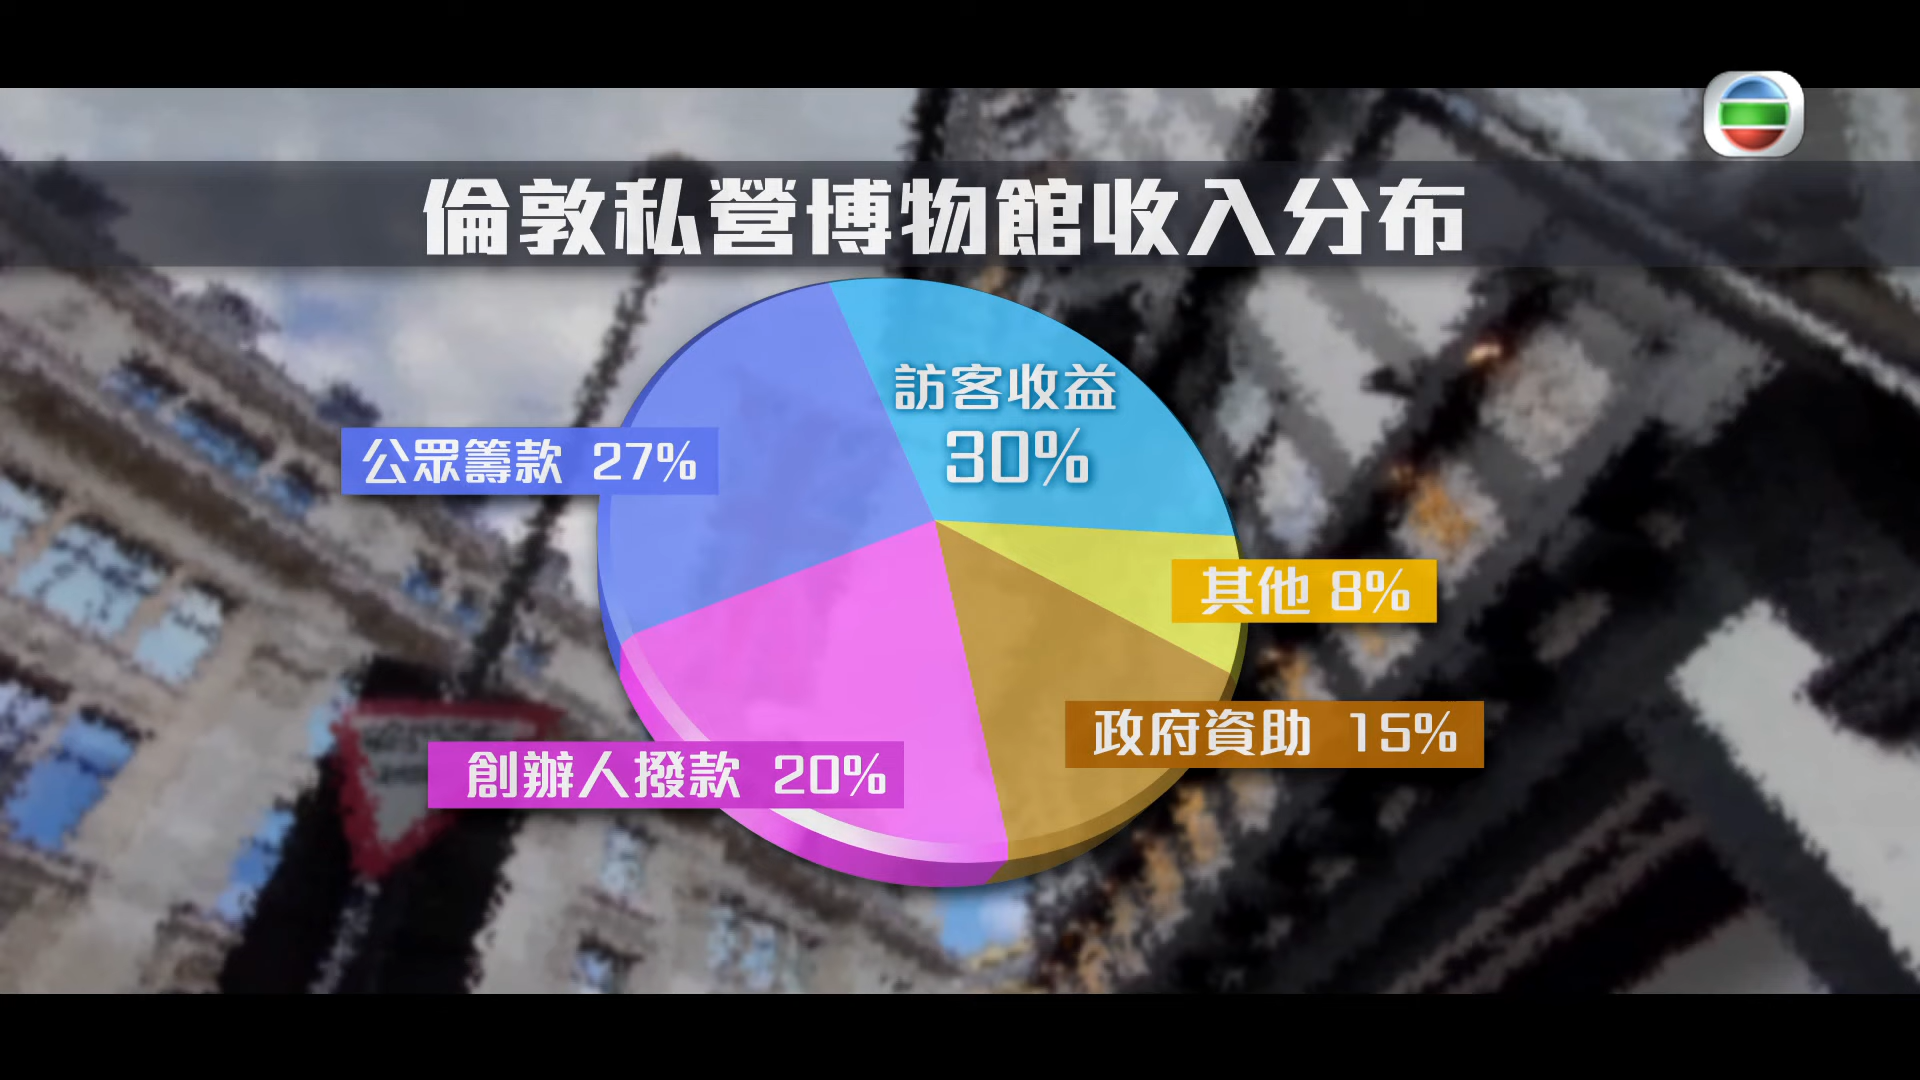 倫敦私營博物館收入分布
訪客收益
30%
公眾籌款 27%
其他 8%
政府資助 15%
創辦人撥款 20%